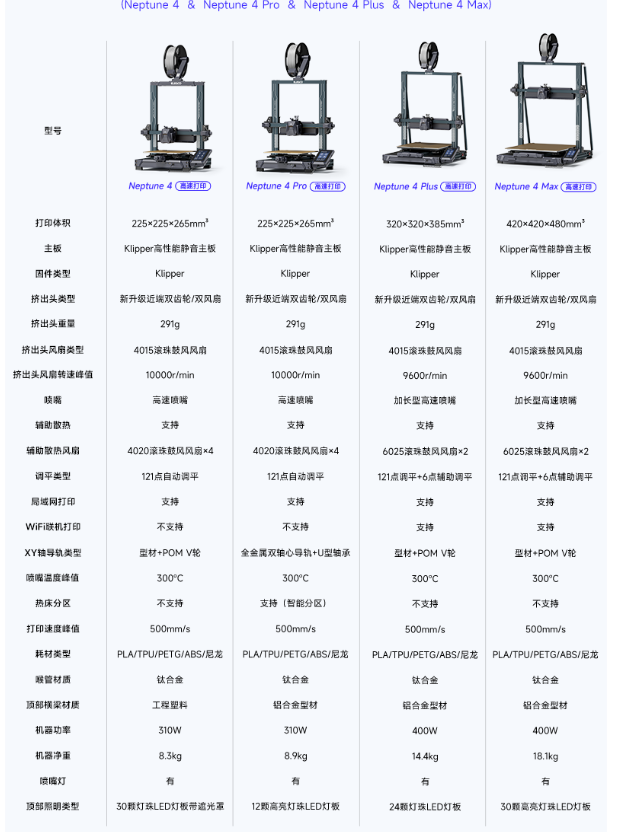 (Neptune 4 & Neptune 4 Pro & Neptune 4 Plus & Neptune 4 Max)
型号
Neptune 4 高速打印 Neptune 4 Pro 高速打印 Neptune 4 Plus 高速打印 Neptune 4 Max 高速打印
打印体积 225×225×265mm³ 225×225×265mm³ 320×320×385mm³ 420×420×480mm³
主板 Klipper高性能静音主板 Klipper高性能静音主板 Klipper高性能静音主板 Klipper高性能静音主板
固件类型 Klipper Klipper Klipper Klipper
挤出头类型 新升级近端双齿轮/双风扇 新升级近端双齿轮/双风扇 新升级近端双齿轮/双风扇 新升级近端双齿轮/双风扇
挤出头重量 291g 291g 291g 291g
挤出头风扇类型 4015滚珠鼓风风扇 4015滚珠鼓风风扇 4015滚珠鼓风风扇 4015滚珠鼓风风扇
挤出头风扇转速峰值 10000r/min 10000r/min 9600r/min 9600r/min
喷嘴 高速喷嘴 高速喷嘴 加长型高速喷嘴 加长型高速喷嘴
辅助散热 支持 支持 支持 支持
辅助散热风扇 4020滚珠鼓风风扇×4 4020滚珠鼓风风扇×4 6025滚珠鼓风风扇×2 6025滚珠鼓风风扇×2
调平类型 121点自动调平 121点自动调平 121点调平+6点辅助调平 121点调平+6点辅助调平
局域网打印 支持 支持 支持 支持
WiFi联机打印 不支持 不支持 支持 支持
XY轴导轨类型 型材+POM V轮 全金属双轴心导轨+U型轴承 型材+POM V轮 型材+POM V轮
喷嘴温度峰值 300°C 300°C 300°C 300°C
热床分区 不支持 支持（智能分区） 不支持 不支持
打印速度峰值 500mm/s 500mm/s 500mm/s 500mm/s
耗材类型 PLA/TPU/PETG/ABS/尼龙 PLA/TPU/PETG/ABS/尼龙 PLA/TPU/PETG/ABS/尼龙 PLA/TPU/PETG/ABS/尼龙
喉管材质 钛合金 钛合金 钛合金 钛合金
顶部横梁材质 工程塑料 铝合金型材 铝合金型材 铝合金型材
机器功率 310W 310W 400W 400W
机器净重 8.3kg 8.9kg 14.4kg 18.1kg
喷嘴灯 有 有 有 有
顶部照明类型 30颗灯珠LED灯板带遮光罩 12颗高亮灯珠LED灯板 24颗灯珠LED灯板 30颗高亮灯珠LED灯板